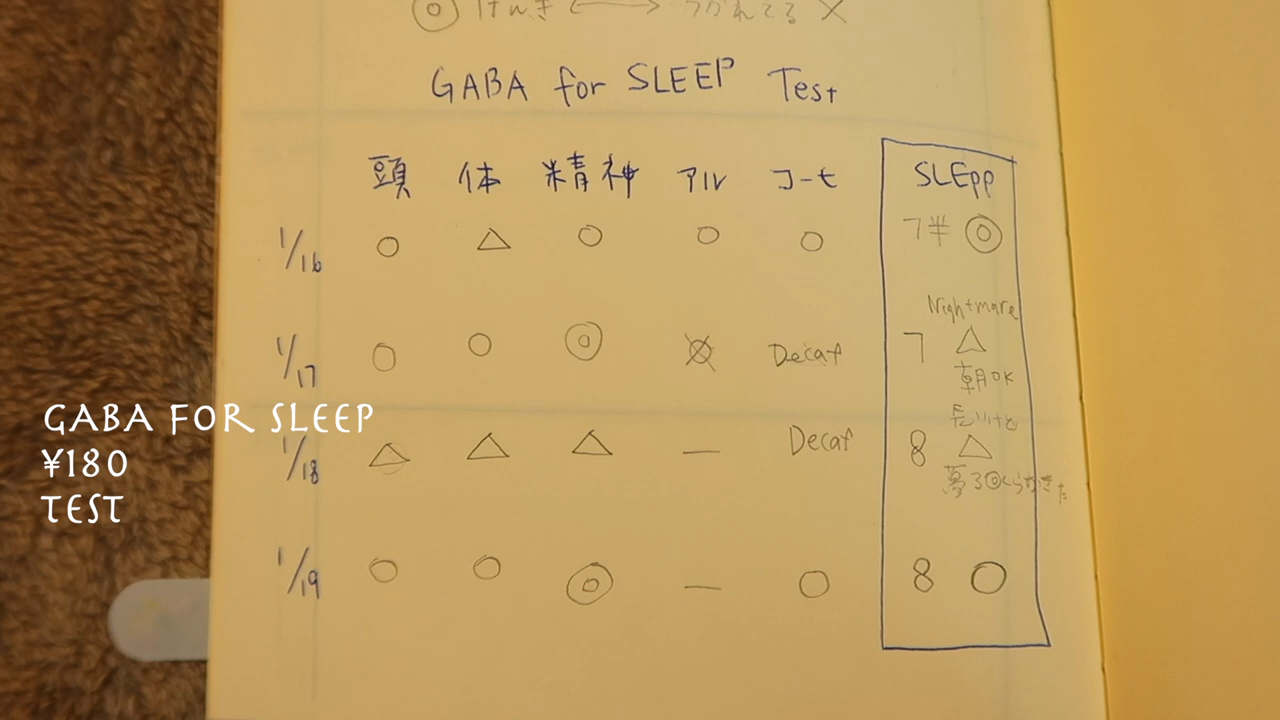 ◎ げんき ←→ つかれてる ×
GABA for SLEEP Test
頭 体 精神 アル コーヒ SLEpp
1/16 ○ △ ○ ○ ○ 7半 ◎
Nightmare
1/17 ○ ○ ◎ × Decaf 7 △
朝OK
長いけど
1/18 △ △ △ — Decaf 8 △
夢3回くらいきた
1/19 ○ ○ ◎ — ○ 8 ○
GABA FOR SLEEP
¥180
TEST